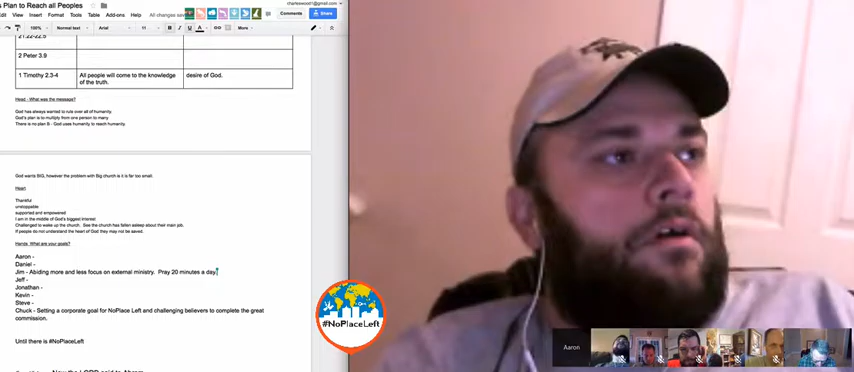 s Plan to Reach all Peoples
charleswood1@gmail.com
View Insert Format Tools Table Add-ons Help All changes saved
Comments
Share
100% Normal text Arial 11 B I U A More
21:22-22:5
2 Peter 3.9
1 Timothy 2.3-4 All people will come to the knowledge desire of God.
of the truth.
Head - What was the message?
God has always wanted to rule over all of humanity.
God's plan is to multiply from one person to many
There is no plan B - God uses humanity to reach humanity.
God wants BIG, however the problem with Big church is it is far too small.
Heart
Thankful
unstoppable
supported and empowered
I am in the middle of God's biggest interest
Challenged to wake up the church. See the church has fallen asleep about their main job.
If people do not understand the heart of God they may not be saved.
Hands What are your goals?
Aaron -
Daniel -
Jim - Abiding more and less focus on external ministry. Pray 20 minutes a day.
Jeff -
Jonathan -
Kevin -
Steve -
Chuck - Setting a corporate goal for NoPlace Left and challenging believers to complete the great
commission.
Until there is #NoPlaceLeft
Now the LORD said to Abram
#NoPlaceLeft
Aaron